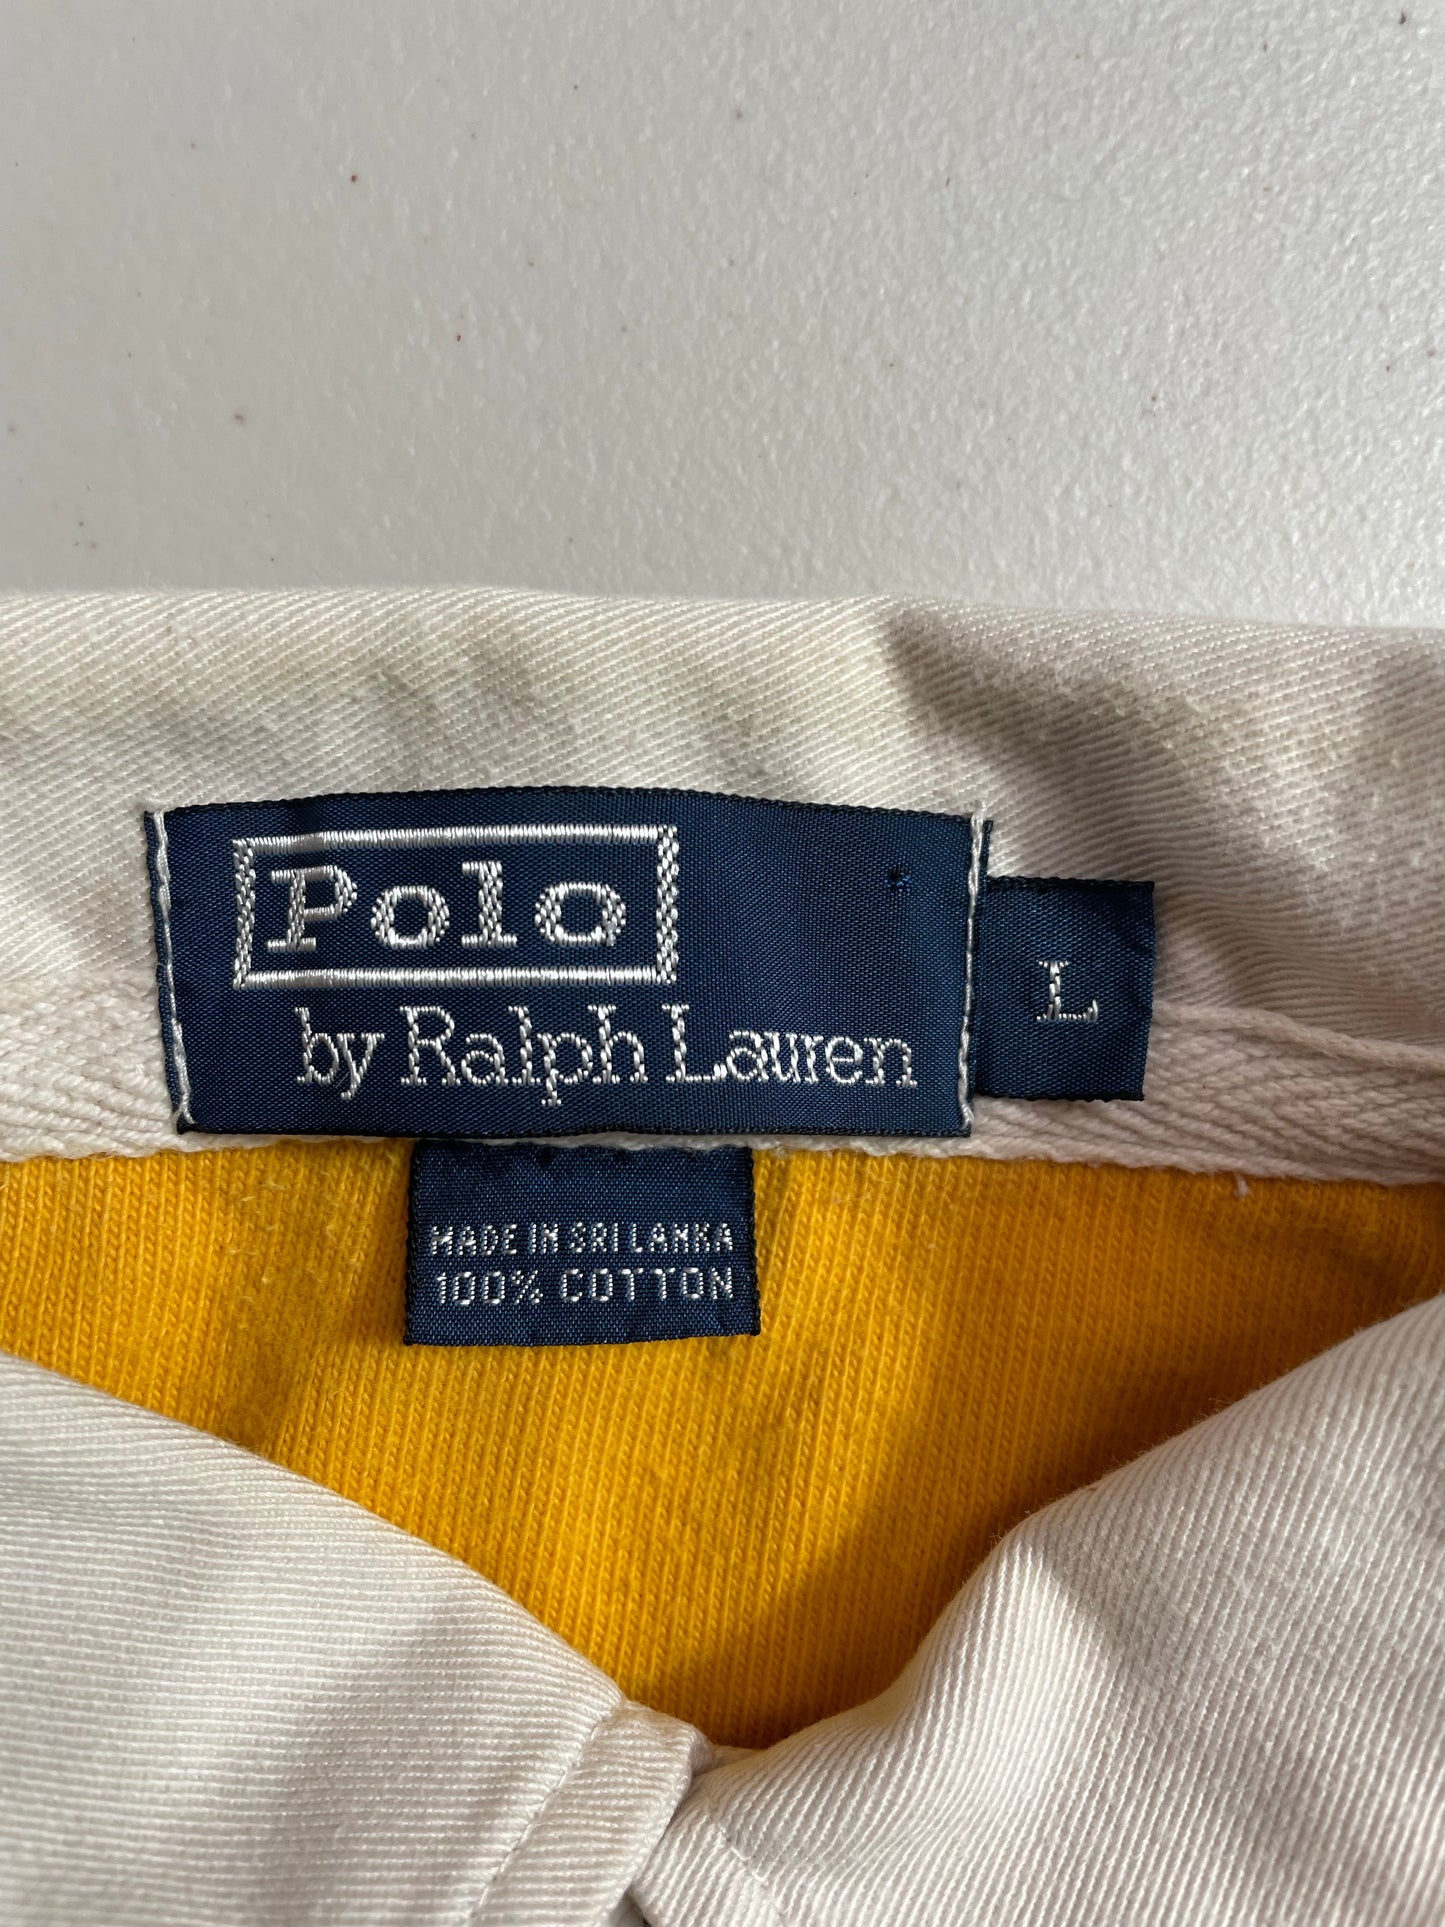 Polo
by Ralph Lauren
L
MADE IN SRI LANKA
100% COTTON